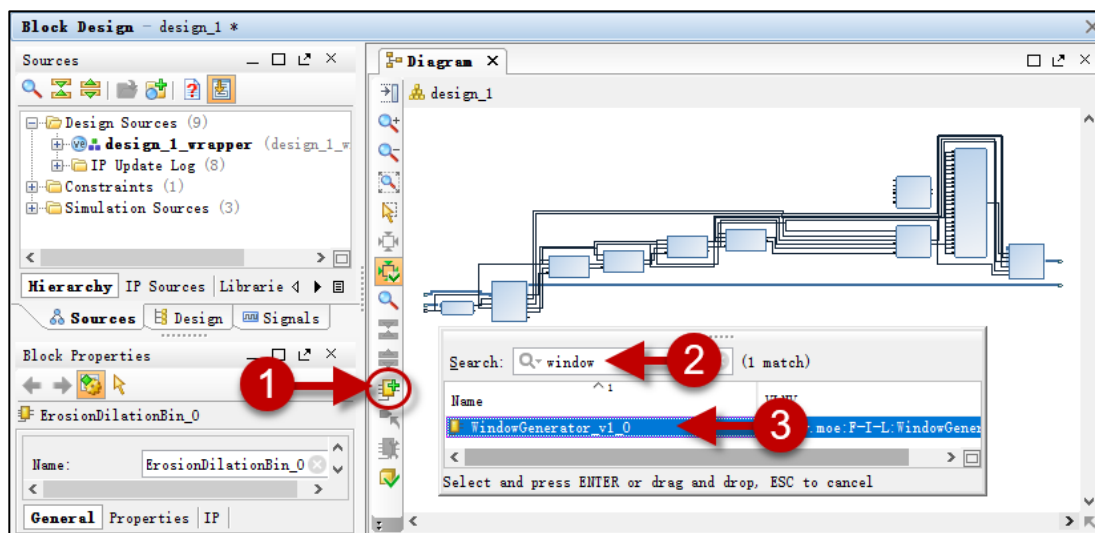 Block Design - design_1 *
Sources
Design Sources (9)
design_1_wrapper (design_1_w
IP Update Log (8)
Constraints (1)
Simulation Sources (3)
Hierarchy IP Sources Librarie
Sources Design Signals
Block Properties
ErosionDilationBin_0
Name: ErosionDilationBin_0
General Properties IP
Diagram
design_1
1
Search: window 2 (1 match)
1
Name
WindowGenerator_v1_0 3 moe:F-I-L:WindowGener
Select and press ENTER or drag and drop, ESC to cancel